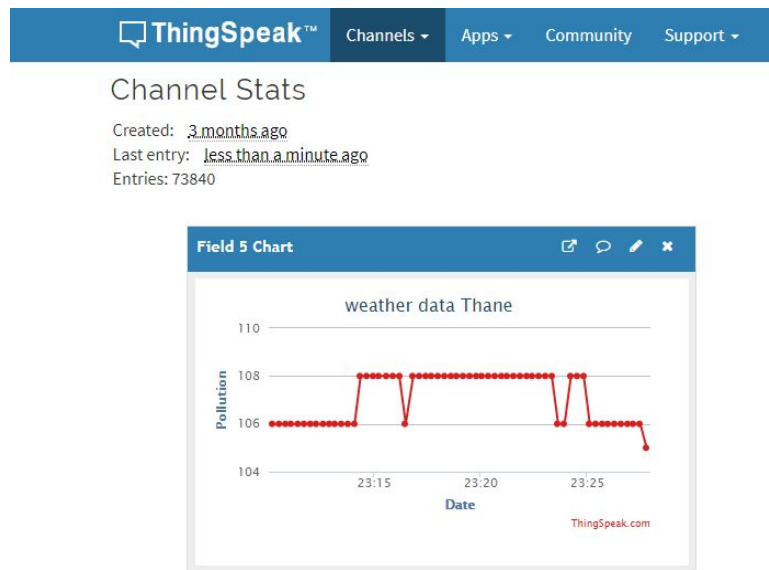 ThingSpeak™ Channels Apps Community Support
Channel Stats
Created: 3 months ago
Last entry: less than a minute ago
Entries: 73840
Field 5 Chart
weather data Thane
110
108
106
104
Pollution
23:15 23:20 23:25
Date
ThingSpeak.com